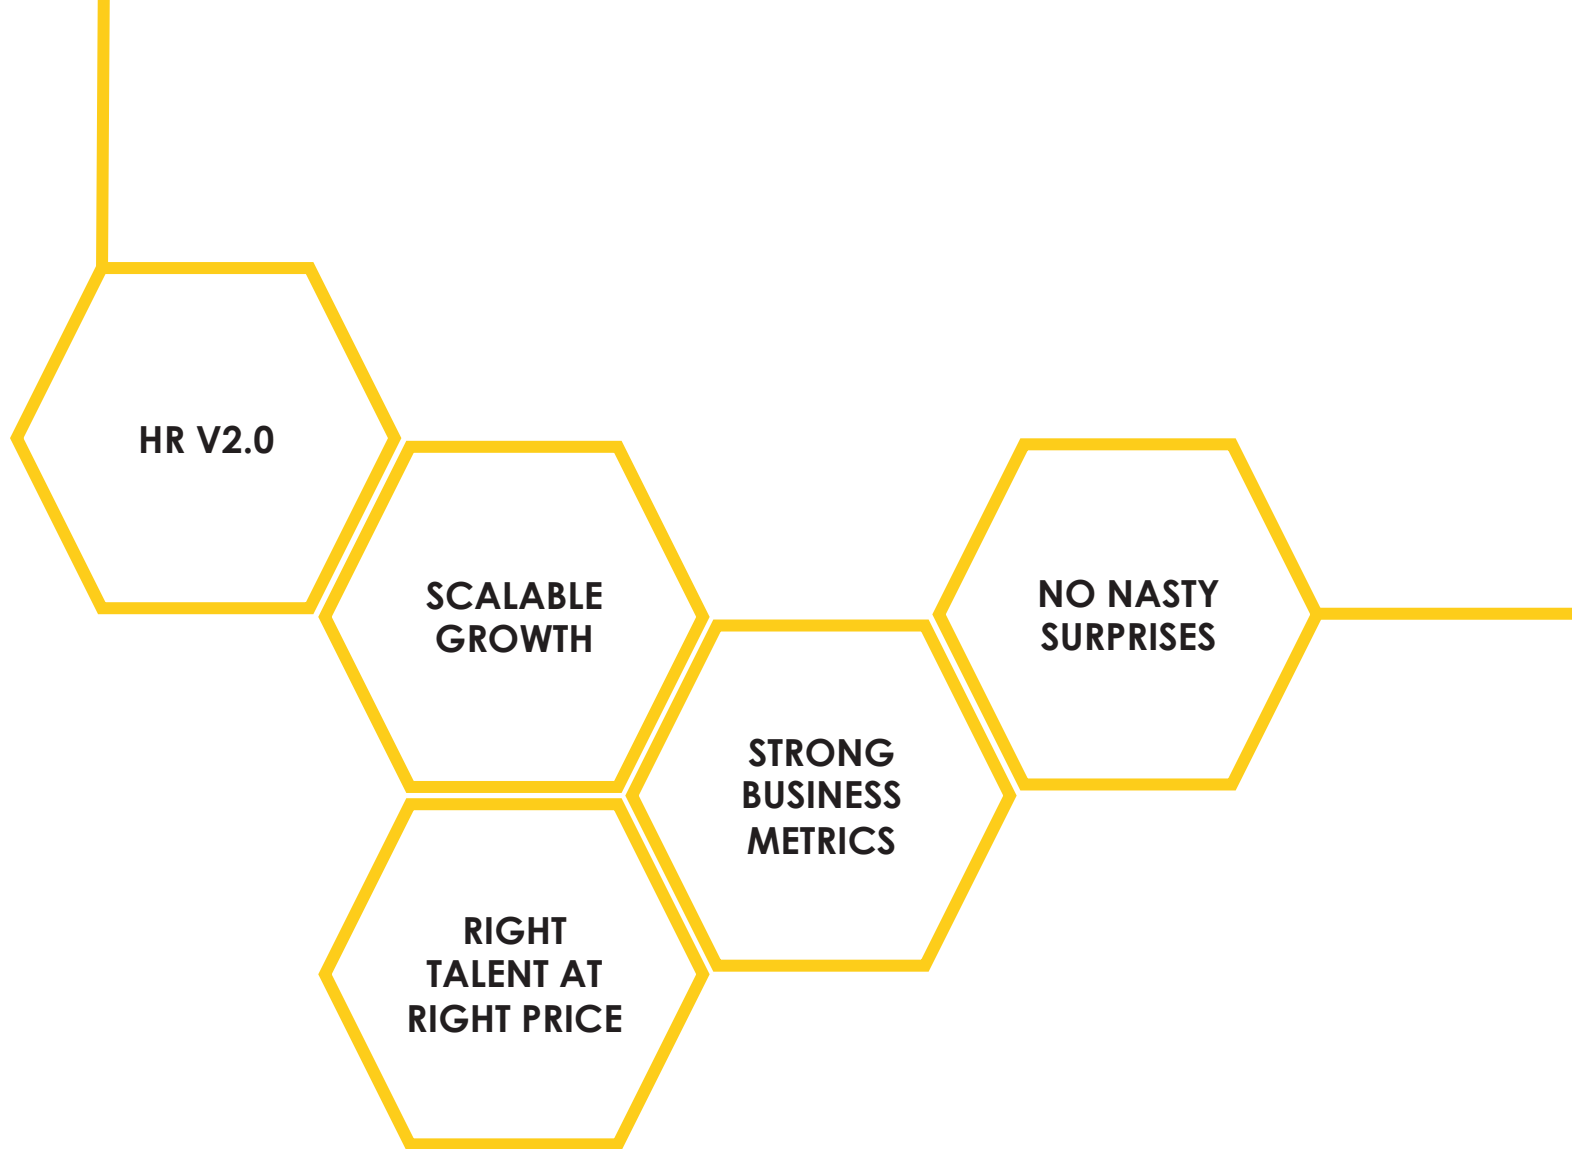 HR V2.0
SCALABLE
GROWTH
NO NASTY
SURPRISES
STRONG
BUSINESS
METRICS
RIGHT
TALENT AT
RIGHT PRICE